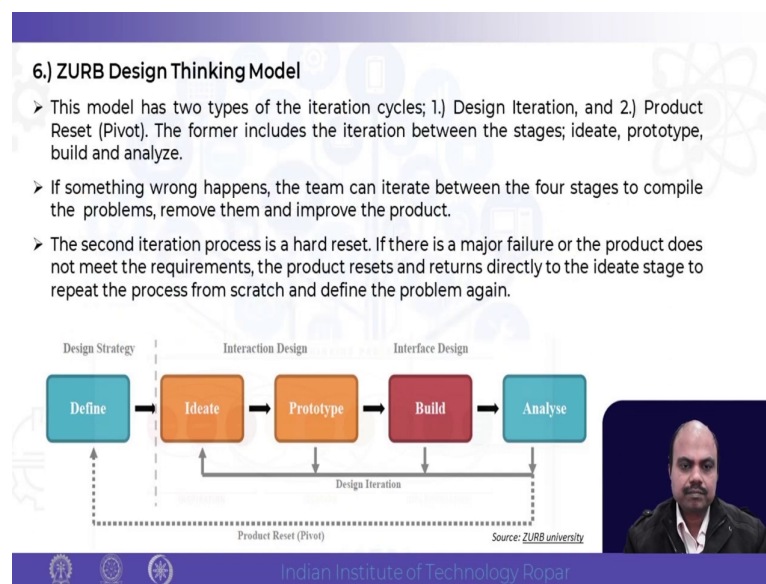 6.) ZURB Design Thinking Model
➢ This model has two types of the iteration cycles; 1.) Design Iteration, and 2.) Product
Reset (Pivot). The former includes the iteration between the stages; ideate, prototype,
build and analyze.
➢ If something wrong happens, the team can iterate between the four stages to compile
the problems, remove them and improve the product.
➢ The second iteration process is a hard reset. If there is a major failure or the product does
not meet the requirements, the product resets and returns directly to the ideate stage to
repeat the process from scratch and define the problem again.
Design Strategy Interaction Design Interface Design
Define Ideate Prototype Build Analyse
Design Iteration
Product Reset (Pivot)
Source: ZURB university
Indian Institute of Technology Ropar